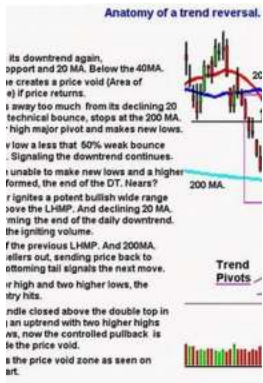 Anatomy of a trend reversal.
its downtrend again,
support and 20 MA. Below the 40MA.
e creates a price void (Area of
e) if price returns.
s away too much from its declining 20
technical bounce, stops at the 200 MA.
high major pivot and makes new lows.
low a less that 50% weak bounce
. Signaling the downtrend continues.
unable to make new lows and a higher
formed, the end of the DT. Nears?
r ignites a potent bullish wide range
bove the LHMP. And declining 20 MA.
ming the end of the daily downtrend.
the igniting volume.
f the previous LHMP. And 200MA.
ellers out, sending price back to
ottoming tail signals the next move.
r high and two higher lows, the
ntry hits.
ndle closed above the double top in
an uptrend with two higher highs
ws, now the controlled pullback is
de the price void.
s the price void zone as seen on
art.
20
200 MA.
Trend
Pivots